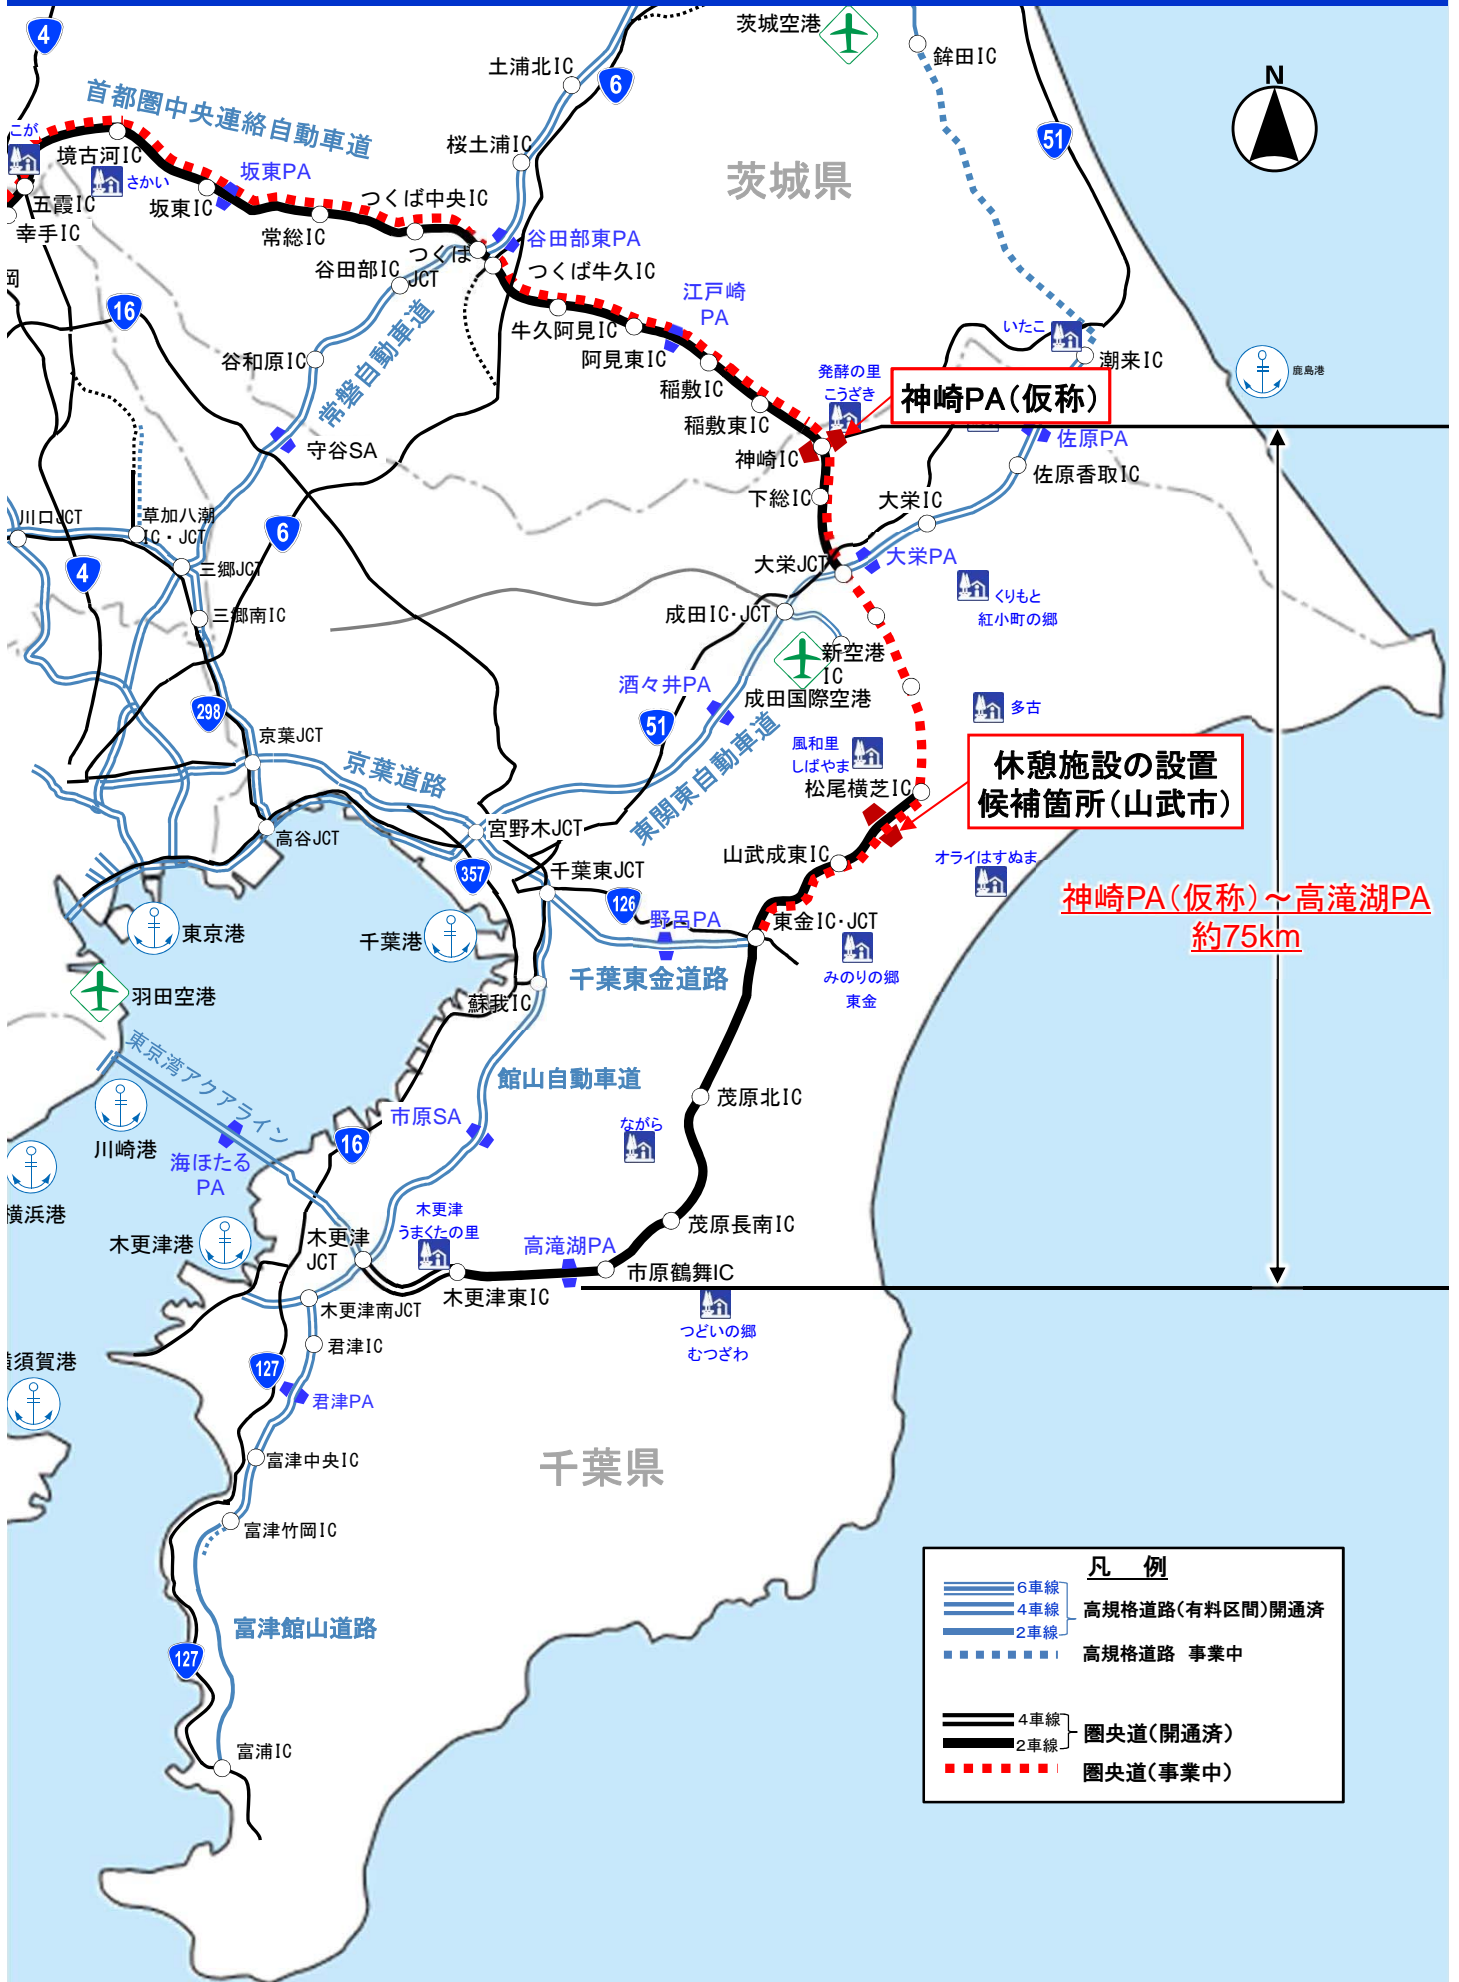 4
茨城空港
鉾田IC
土浦北IC
6
N
首都圏中央連絡自動車道
51
こが
境古河IC
桜土浦IC
茨城県
さかい
坂東PA
五霞IC
坂東IC
つくば中央IC
幸手IC
常総IC
谷田部東PA
つくば
JCT
谷田部IC
つくば牛久IC
岡
16
江戸崎
PA
牛久阿見IC
いたこ
常磐自動車道
谷和原IC
阿見東IC
潮来IC
鹿島港
発酵の里
こうざき
稲敷IC
神崎PA(仮称)
稲敷東IC
守谷SA
神崎IC
佐原PA
佐原香取IC
下総IC
大栄IC
川口JCT
草加八潮
IC・JCT
6
4
三郷JCT
大栄JCT
大栄PA
くりもと
紅小町の郷
三郷南IC
成田IC・JCT
新空港
IC
成田国際空港
酒々井PA
多古
298
51
京葉JCT
風和里
しばやま
休憩施設の設置
候補箇所(山武市)
京葉道路
東関東自動車道
松尾横芝IC
高谷JCT
宮野木JCT
山武成東IC
オライはすぬま
357
千葉東JCT
126
神崎PA(仮称)~高滝湖PA
約75km
東京港
千葉港
野呂PA
東金IC・JCT
みのりの郷
東金
羽田空港
蘇我IC
千葉東金道路
東京湾アクアライン
館山自動車道
茂原北IC
川崎港
16
市原SA
ながら
海ほたる
PA
横浜港
木更津港
木更津
うまくたの里
茂原長南IC
木更津
JCT
高滝湖PA
市原鶴舞IC
木更津東IC
木更津南JCT
つどいの郷
むつざわ
君津IC
須賀港
127
君津PA
富津中央IC
千葉県
富津竹岡IC
凡 例
6車線
4車線
2車線
高規格道路(有料区間)開通済
高規格道路 事業中
富津館山道路
127
4車線
2車線
圏央道(開通済)
圏央道(事業中)
富浦IC